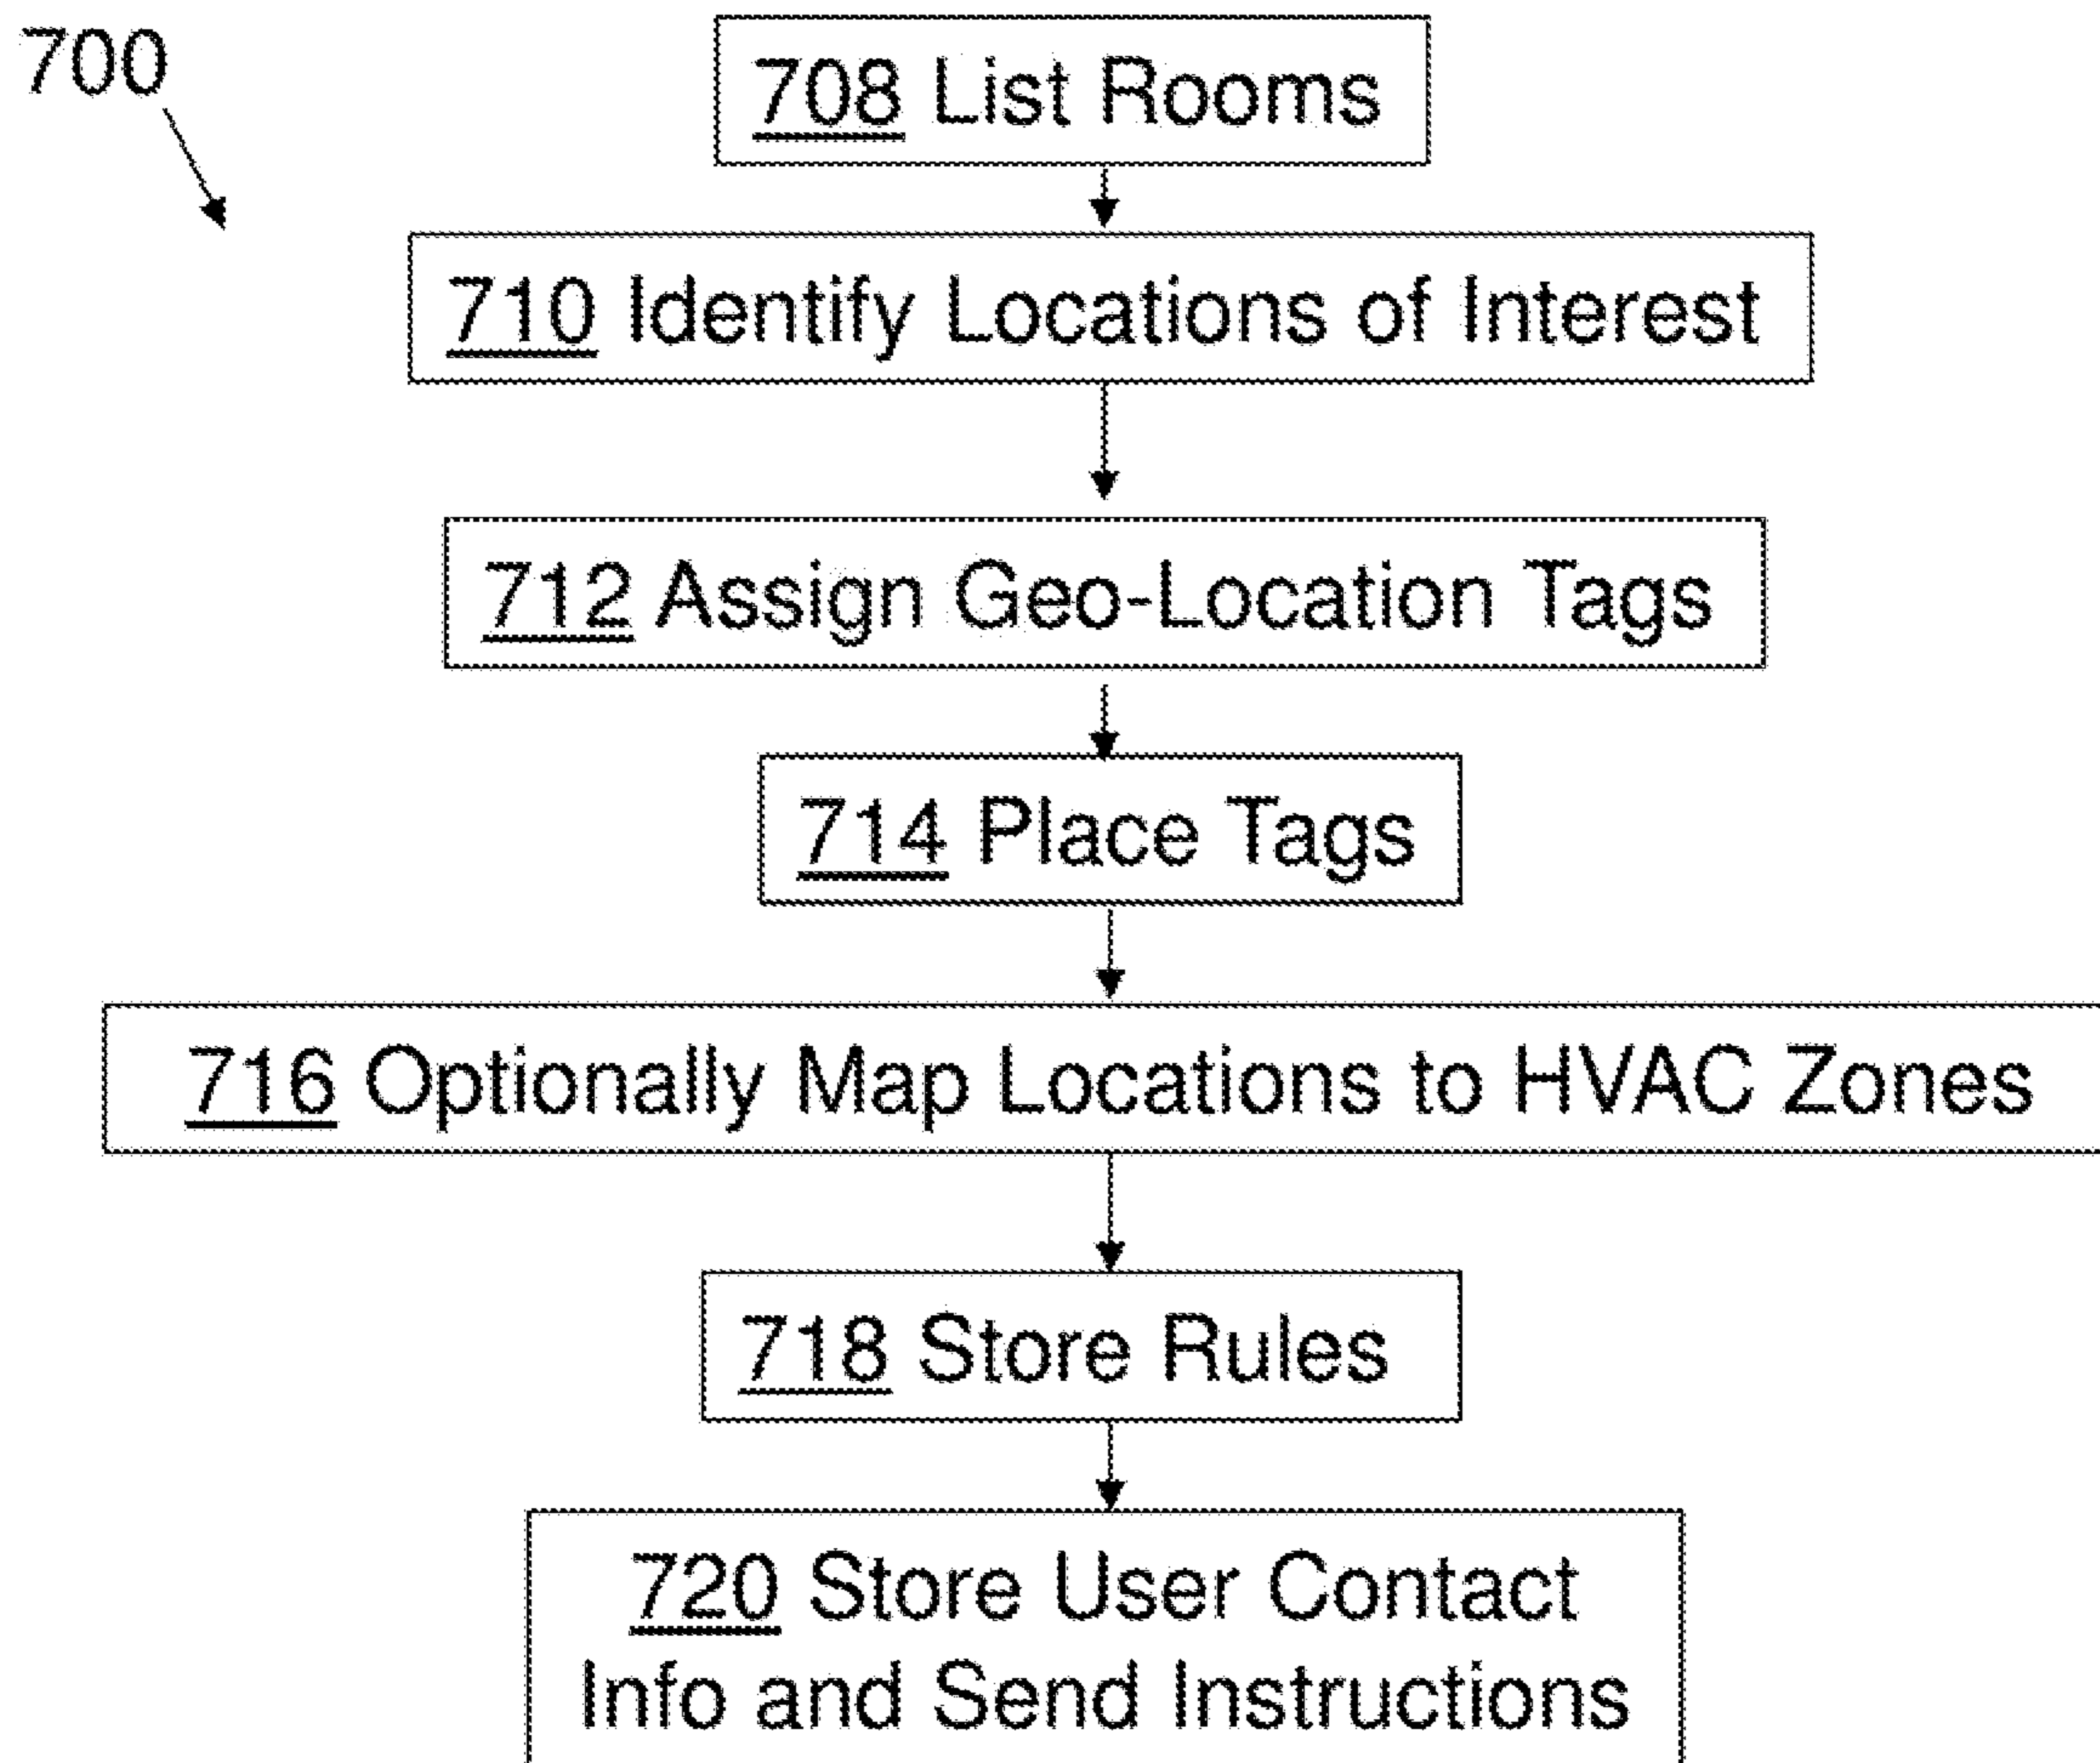 700
708 List Rooms
710 Identify Locations of Interest
712 Assign Geo-Location Tags
714 Place Tags
716 Optionally Map Locations to HVAC Zones
718 Store Rules
720 Store User Contact
Info and Send Instructions